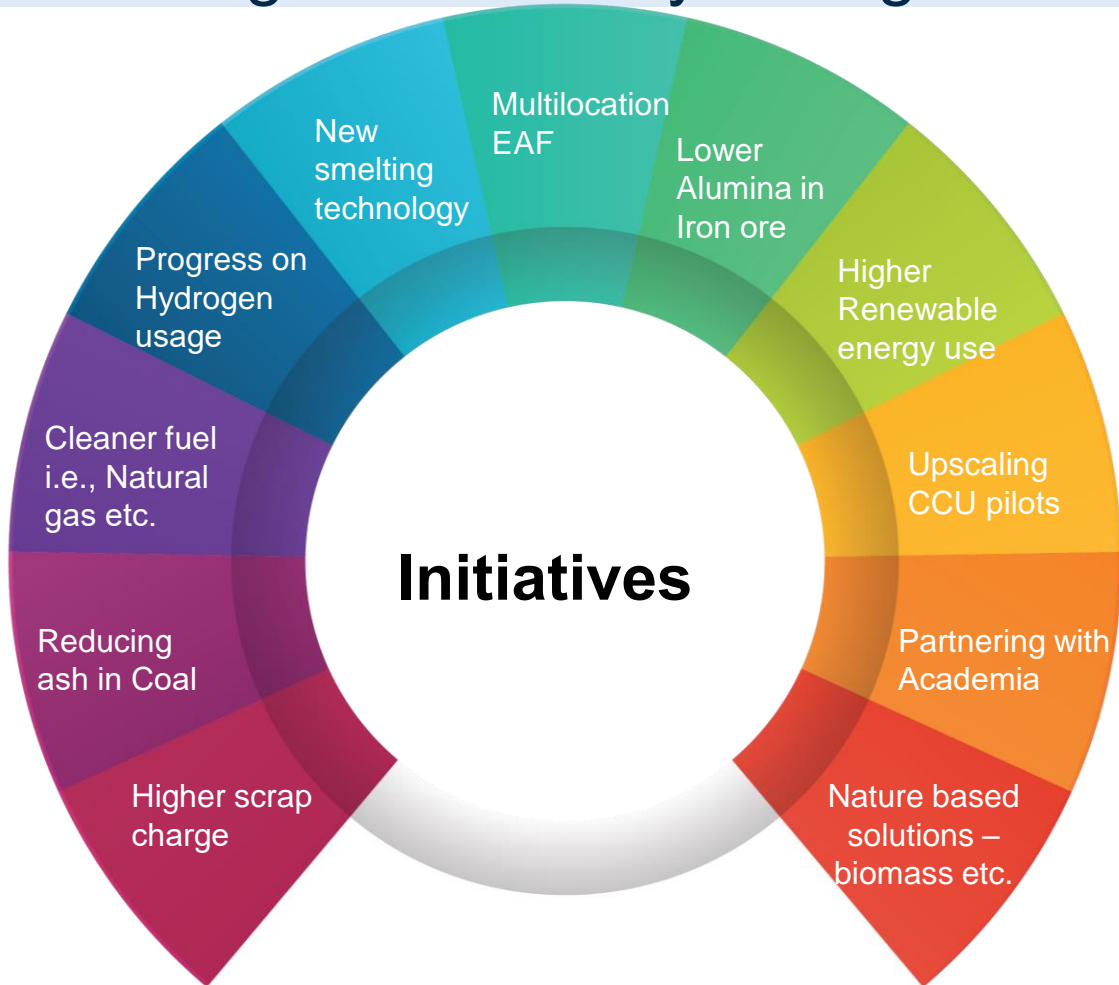 New
smelting
technology
Multilocation
EAF
Lower
Alumina in
Iron ore
Progress on
Hydrogen
usage
Higher
Renewable
energy use
Cleaner fuel
i.e., Natural
gas etc.
Upscaling
CCU pilots
Initiatives
Reducing
ash in Coal
Partnering with
Academia
Higher scrap
charge
Nature based
solutions –
biomass etc.